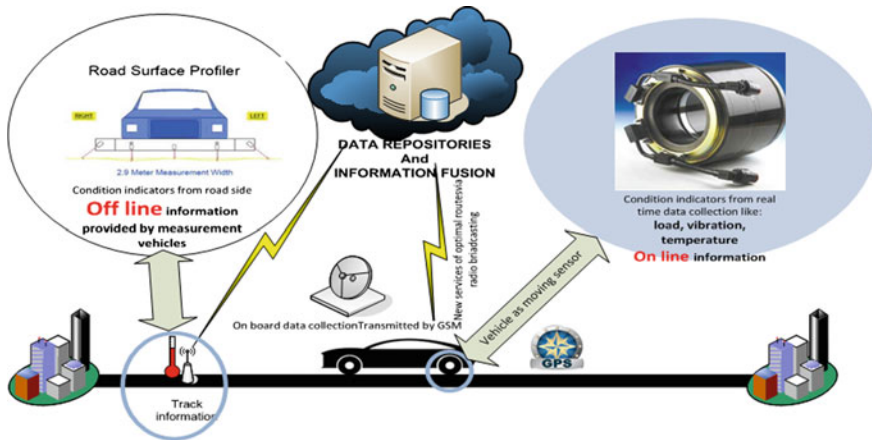 Road Surface Profiler
RIGHT
LEFT
2.9 Meter Measurement Width
Condition indicators from road side
Off line information
provided by measurement
vehicles
DATA REPOSITORIES
And
INFORMATION FUSION
New services of optimal routesvia
radio briadcasting
Condition indicators from real
time data collection like:
load, vibration,
temperature
On line information
Vehicle as moving sensor
On board data collectionTransmitted by GSM
GPS
Track
information